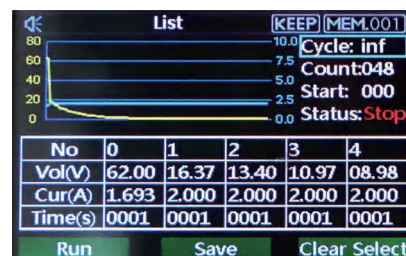 List KEEP MEM.001
80 10.0 Cycle: inf
60 7.5 Count:048
40 5.0 Start: 000
20 2.5 Status:Stop
0 0.0
No 0 1 2 3 4
Vol(V) 62.00 16.37 13.40 10.97 08.98
Cur(A) 1.693 2.000 2.000 2.000 2.000
Time(s) 0001 0001 0001 0001 0001
Run Save Clear Select